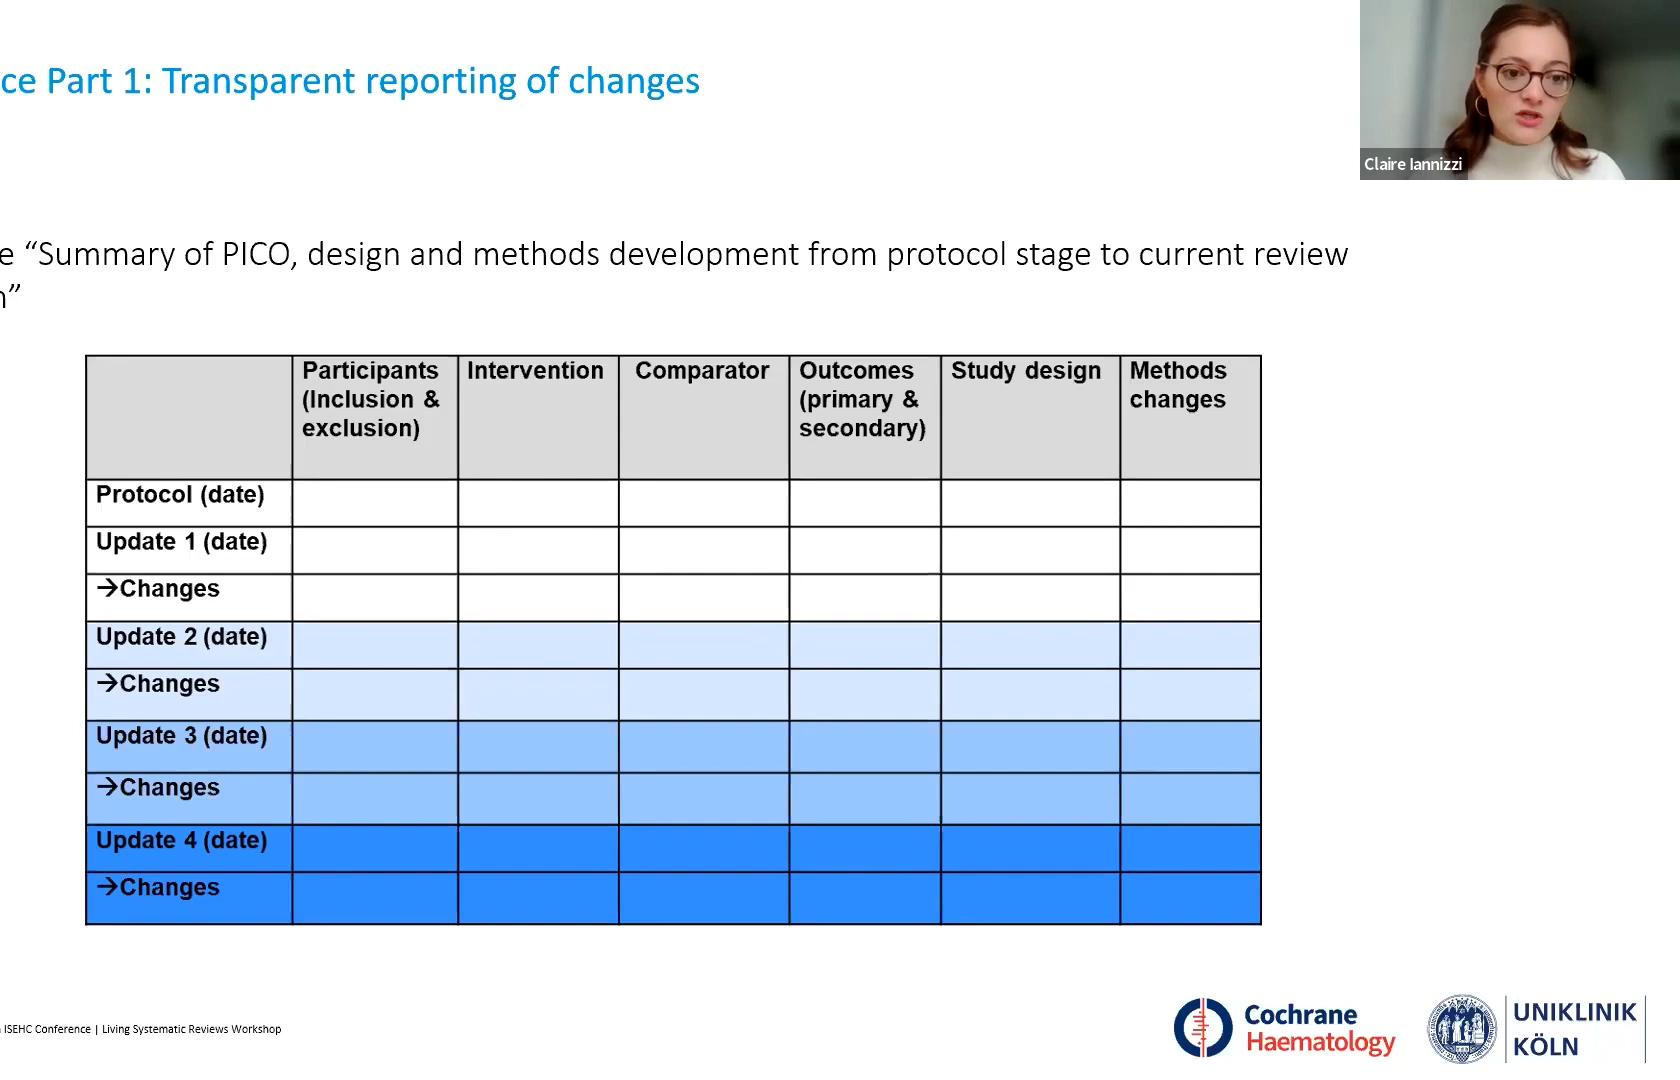 ce Part 1: Transparent reporting of changes
Claire Iannizzi
e “Summary of PICO, design and methods development from protocol stage to current review
n”
Participants (Inclusion & exclusion) Intervention Comparator Outcomes (primary & secondary) Study design Methods changes
Protocol (date)
Update 1 (date)
→Changes
Update 2 (date)
→Changes
Update 3 (date)
→Changes
Update 4 (date)
→Changes
ISEHC Conference | Living Systematic Reviews Workshop
Cochrane
Haematology
UNIKLINIK
KÖLN